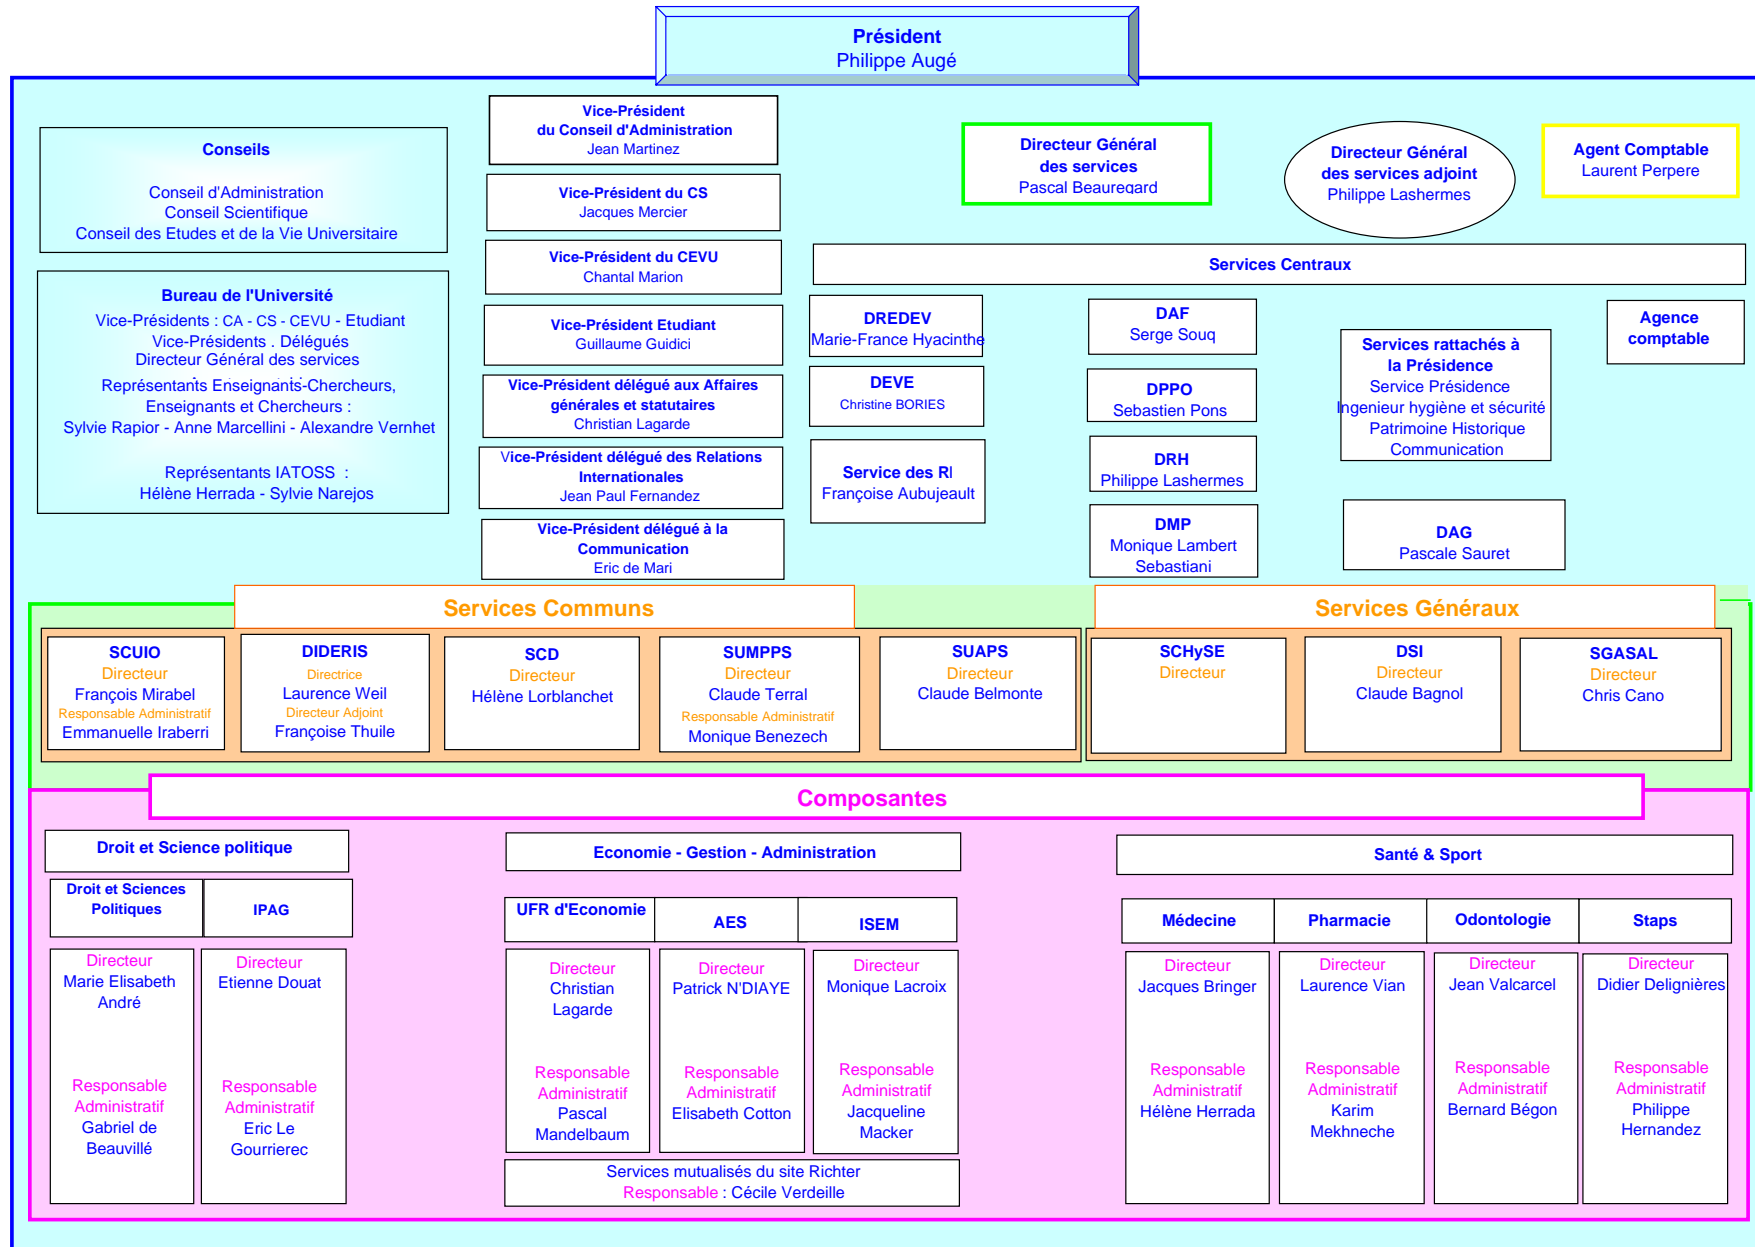 Président
Philippe Augé
Conseils
Conseil d'Administration
Conseil Scientifique
Conseil des Etudes et de la Vie Universitaire
Bureau de l'Université
Vice-Présidents : CA - CS - CEVU - Etudiant
Vice-Présidents . Délégués
Directeur Général des services
Représentants Enseignants-Chercheurs,
Enseignants et Chercheurs :
Sylvie Rapior - Anne Marcellini - Alexandre Vernhet
Représentants IATOSS :
Hélène Herrada - Sylvie Narejos
Vice-Président
du Conseil d'Administration
Jean Martinez
Vice-Président du CS
Jacques Mercier
Vice-Président du CEVU
Chantal Marion
Vice-Président Etudiant
Guillaume Guidici
Vice-Président délégué aux Affaires
générales et statutaires
Christian Lagarde
Vice-Président délégué des Relations
Internationales
Jean Paul Fernandez
Vice-Président délégué à la
Communication
Eric de Mari
Directeur Général
des services
Pascal Beauregard
Directeur Général
des services adjoint
Philippe Lashermes
Agent Comptable
Laurent Perpere
Services Centraux
DREDEV
Marie-France Hyacinthe
DEVE
Christine BORIES
Service des RI
Françoise Aubujeault
DAF
Serge Souq
DPPO
Sebastien Pons
DRH
Philippe Lashermes
DMP
Monique Lambert
Sebastiani
Services rattachés à
la Présidence
Service Présidence
Ingenieur hygiène et sécurité
Patrimoine Historique
Communication
DAG
Pascale Sauret
Agence
comptable
Services Communs
SCUIO
Directeur
François Mirabel
Responsable Administratif
Emmanuelle Iraberri
DIDERIS
Directrice
Laurence Weil
Directeur Adjoint
Françoise Thuile
SCD
Directeur
Hélène Lorblanchet
SUMPPS
Directeur
Claude Terral
Responsable Administratif
Monique Benezech
SUAPS
Directeur
Claude Belmonte
Services Généraux
SCHySE
Directeur
DSI
Directeur
Claude Bagnol
SGASAL
Directeur
Chris Cano
Composantes
Droit et Science politique
Droit et Sciences
Politiques
Directeur
Marie Elisabeth
André
Responsable
Administratif
Gabriel de
Beauvillé
IPAG
Directeur
Etienne Douat
Responsable
Administratif
Eric Le
Gourrierec
Economie - Gestion - Administration
UFR d'Economie
Directeur
Christian
Lagarde
Responsable
Administratif
Pascal
Mandelbaum
AES
Directeur
Patrick N'DIAYE
Responsable
Administratif
Elisabeth Cotton
ISEM
Directeur
Monique Lacroix
Responsable
Administratif
Jacqueline
Macker
Services mutualisés du site Richter
Responsable : Cécile Verdeille
Santé & Sport
Médecine
Directeur
Jacques Bringer
Responsable
Administratif
Hélène Herrada
Pharmacie
Directeur
Laurence Vian
Responsable
Administratif
Karim
Mekhneche
Odontologie
Directeur
Jean Valcarcel
Responsable
Administratif
Bernard Bégon
Staps
Directeur
Didier Delignières
Responsable
Administratif
Philippe
Hernandez